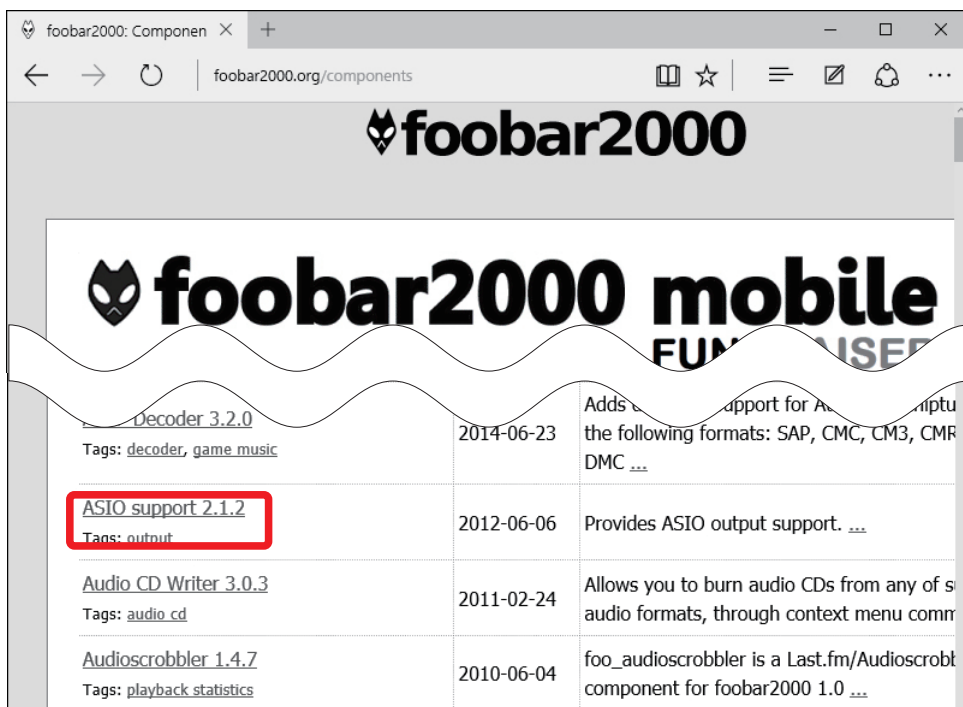 foobar2000: Componen
foobar2000.org/components
foobar2000
foobar2000 mobile
Decoder 3.2.0
Tags: decoder, game music
2014-06-23
Adds support for
the following formats: SAP, CMC, CM3, CMR
DMC ...
ASIO support 2.1.2
Tags: output
2012-06-06
Provides ASIO output support. ...
Audio CD Writer 3.0.3
Tags: audio cd
2011-02-24
Allows you to burn audio CDs from any of
audio formats, through context menu comm
Audioscrobbler 1.4.7
Tags: playback statistics
2010-06-04
foo_audioscrobbler is a Last.fm/Audioscrobb
component for foobar2000 1.0 ...